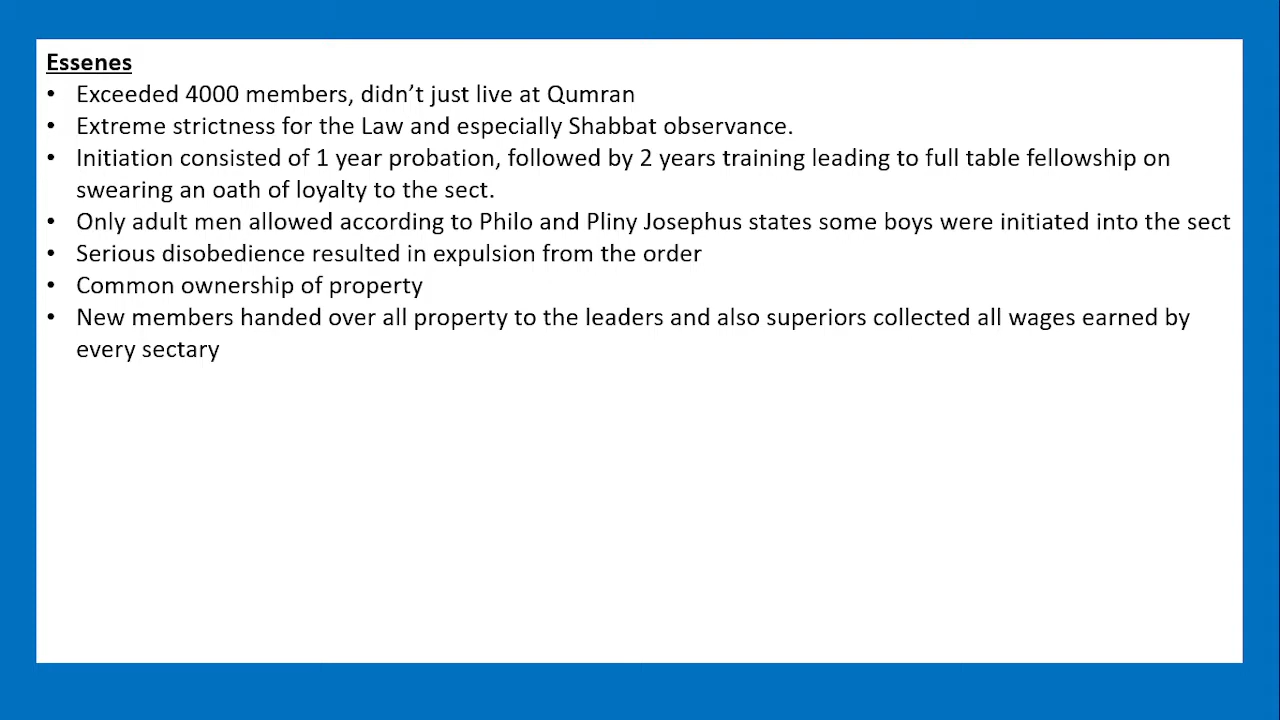 Essenes
• Exceeded 4000 members, didn’t just live at Qumran
• Extreme strictness for the Law and especially Shabbat observance.
• Initiation consisted of 1 year probation, followed by 2 years training leading to full table fellowship on
swearing an oath of loyalty to the sect.
• Only adult men allowed according to Philo and Pliny Josephus states some boys were initiated into the sect
• Serious disobedience resulted in expulsion from the order
• Common ownership of property
• New members handed over all property to the leaders and also superiors collected all wages earned by
every sectary